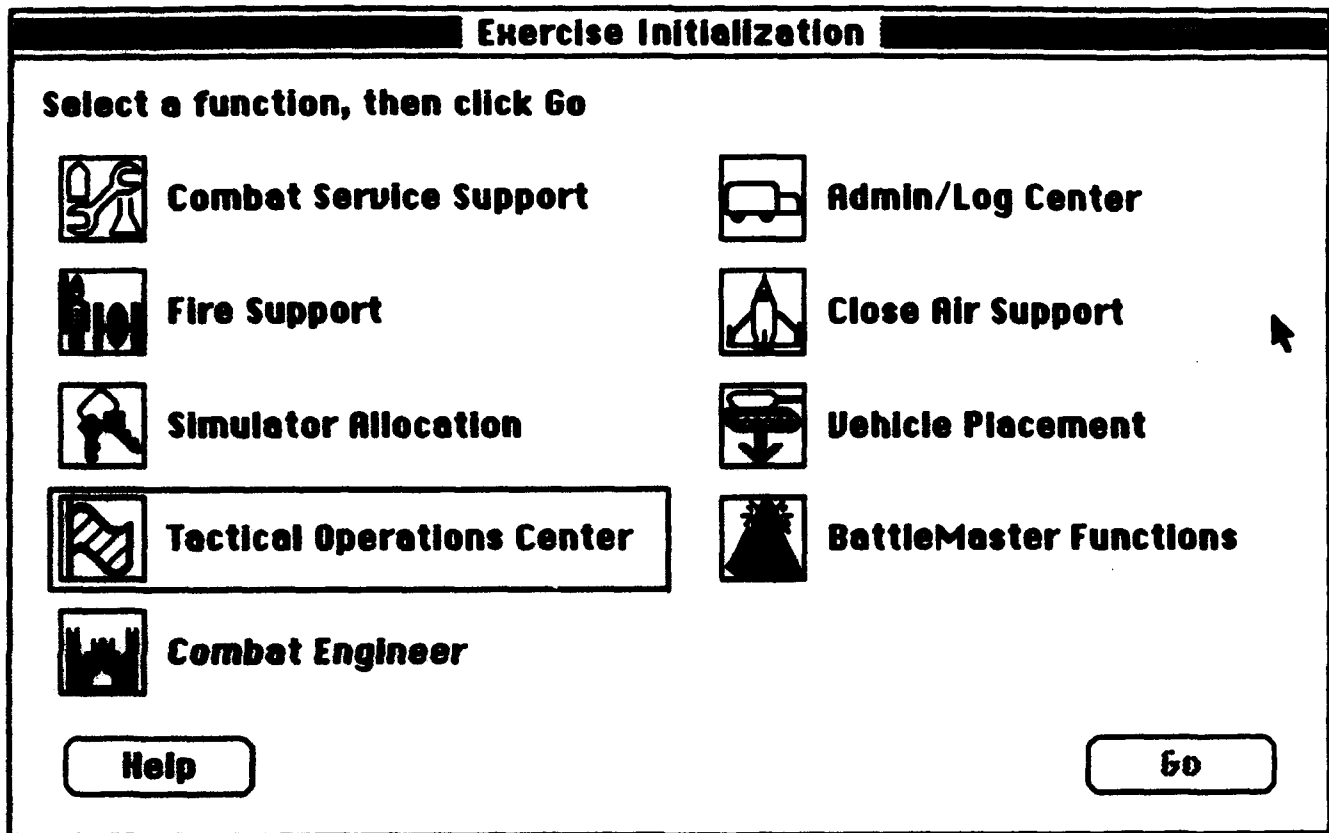 Exercise Initialization
Select a function, then click Go
Combat Service Support
Admin/Log Center
Fire Support
Close Air Support
Simulator Allocation
Vehicle Placement
Tactical Operations Center
BattleMaster Functions
Combat Engineer
Help
Go